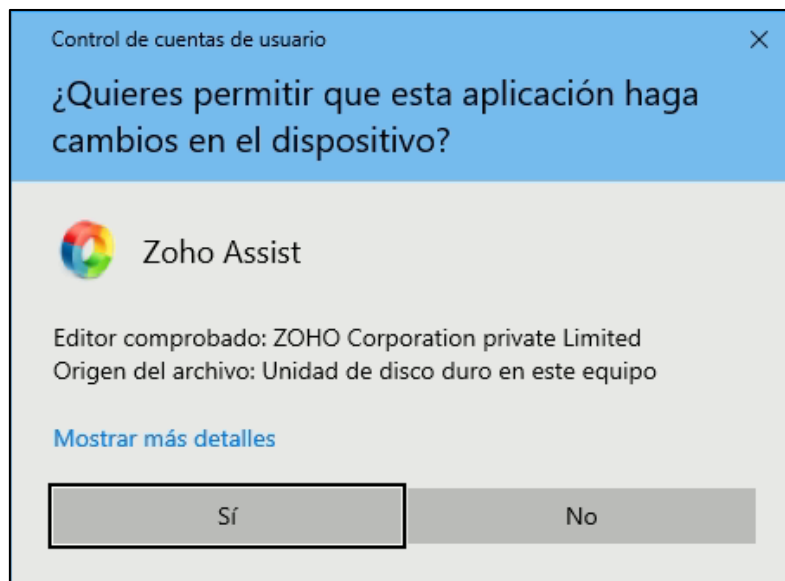 Control de cuentas de usuario
¿Quieres permitir que esta aplicación haga
cambios en el dispositivo?
Zoho Assist
Editor comprobado: ZOHO Corporation private Limited
Origen del archivo: Unidad de disco duro en este equipo
Mostrar más detalles
Sí
No